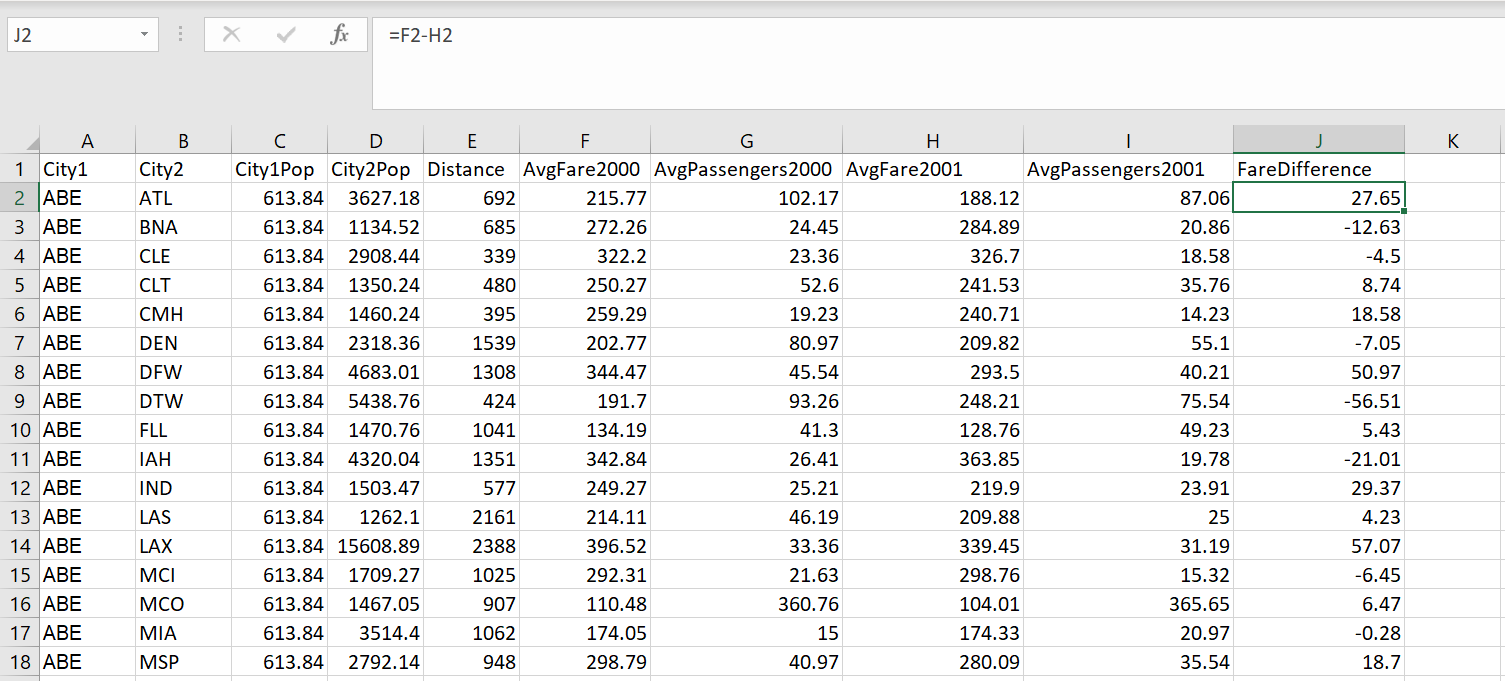 J2 fx =F2-H2
A B C D E F G H I J K
1 City1 City2 City1Pop City2Pop Distance AvgFare2000 AvgPassengers2000 AvgFare2001 AvgPassengers2001 FareDifference
2 ABE ATL 613.84 3627.18 692 215.77 102.17 188.12 87.06 27.65
3 ABE BNA 613.84 1134.52 685 272.26 24.45 284.89 20.86 -12.63
4 ABE CLE 613.84 2908.44 339 322.2 23.36 326.7 18.58 -4.5
5 ABE CLT 613.84 1350.24 480 250.27 52.6 241.53 35.76 8.74
6 ABE CMH 613.84 1460.24 395 259.29 19.23 240.71 14.23 18.58
7 ABE DEN 613.84 2318.36 1539 202.77 80.97 209.82 55.1 -7.05
8 ABE DFW 613.84 4683.01 1308 344.47 45.54 293.5 40.21 50.97
9 ABE DTW 613.84 5438.76 424 191.7 93.26 248.21 75.54 -56.51
10 ABE FLL 613.84 1470.76 1041 134.19 41.3 128.76 49.23 5.43
11 ABE IAH 613.84 4320.04 1351 342.84 26.41 363.85 19.78 -21.01
12 ABE IND 613.84 1503.47 577 249.27 25.21 219.9 23.91 29.37
13 ABE LAS 613.84 1262.1 2161 214.11 46.19 209.88 25 4.23
14 ABE LAX 613.84 15608.89 2388 396.52 33.36 339.45 31.19 57.07
15 ABE MCI 613.84 1709.27 1025 292.31 21.63 298.76 15.32 -6.45
16 ABE MCO 613.84 1467.05 907 110.48 360.76 104.01 365.65 6.47
17 ABE MIA 613.84 3514.4 1062 174.05 15 174.33 20.97 -0.28
18 ABE MSP 613.84 2792.14 948 298.79 40.97 280.09 35.54 18.7